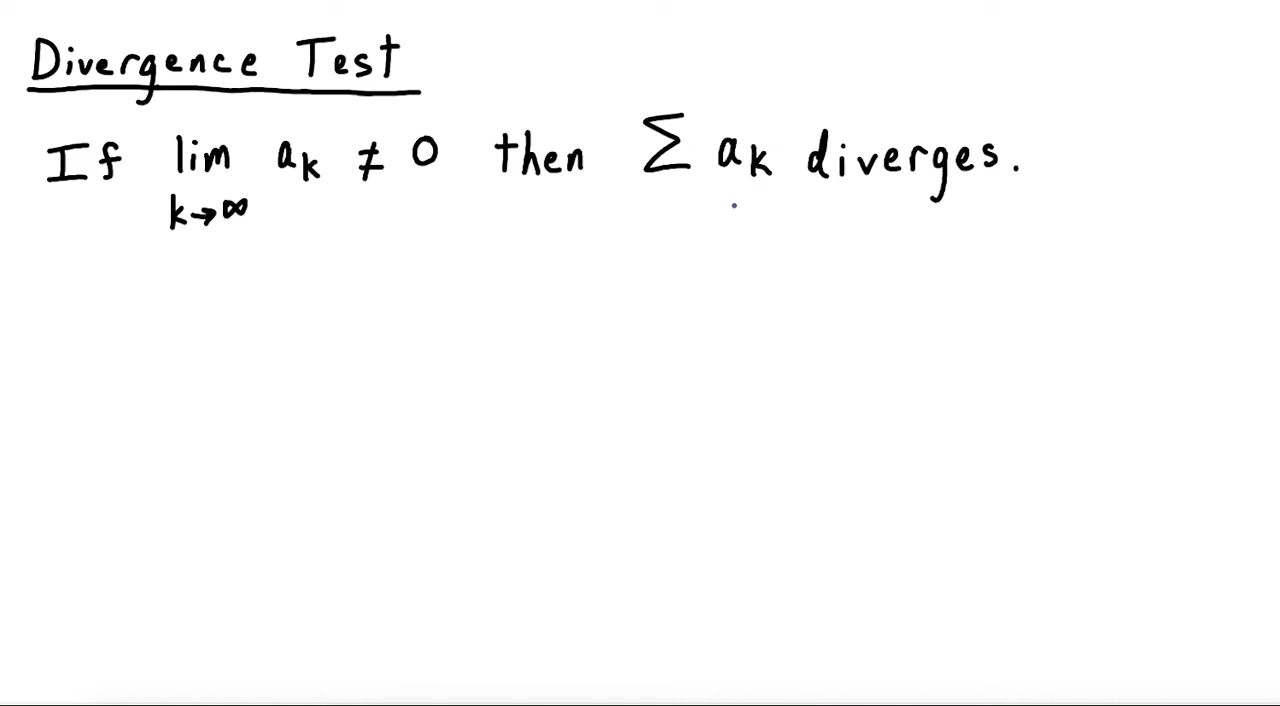 Divergence Test
If lim a_k ≠ 0 then Σ a_k diverges.
k→∞